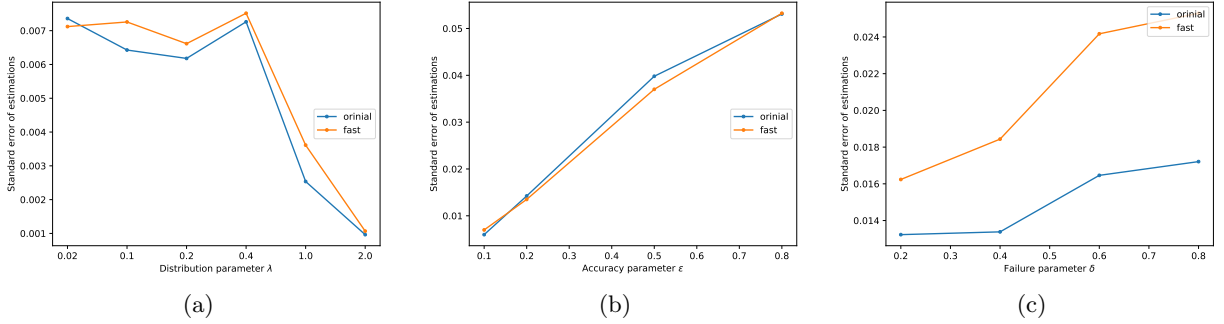 Standard error of estimations
0.007
0.006
0.005
0.004
0.003
0.002
0.001
orinial
fast
0.02 0.1 0.2 0.4 1.0 2.0
Distribution parameter λ
(a)
Standard error of estimations
0.05
0.04
0.03
0.02
0.01
orinial
fast
0.1 0.2 0.3 0.4 0.5 0.6 0.7 0.8
Accuracy parameter ε
(b)
Standard error of estimations
0.024
0.022
0.020
0.018
0.016
0.014
orinial
fast
0.2 0.3 0.4 0.5 0.6 0.7 0.8
Failure parameter δ
(c)